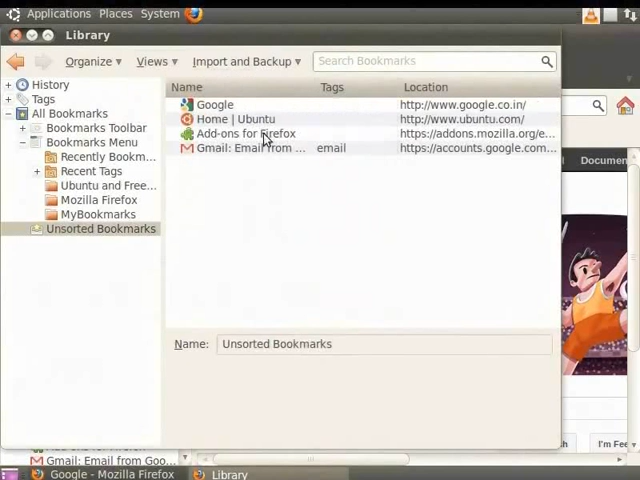 Applications Places System
Library
Organize Views Import and Backup Search Bookmarks
History
Tags
All Bookmarks
Bookmarks Toolbar
Bookmarks Menu
Recently Bookm...
Recent Tags
Ubuntu and Free...
Mozilla Firefox
MyBookmarks
Unsorted Bookmarks
Name Tags Location
Google http://www.google.co.in/
Home | Ubuntu http://www.ubuntu.com/
Add-ons for Firefox https://addons.mozilla.org/e...
Gmail: Email from ... email https://accounts.google.com...
Name: Unsorted Bookmarks
Documen
I'm Fee
Gmail: Email from Goo...
Google - Mozilla Firefox Library